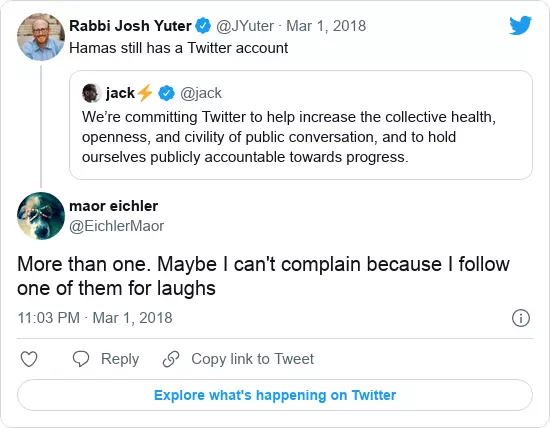 Rabbi Josh Yuter @JYuter · Mar 1, 2018
Hamas still has a Twitter account
jack⚡ @jack
We’re committing Twitter to help increase the collective health,
openness, and civility of public conversation, and to hold
ourselves publicly accountable towards progress.
maor eichler
@EichlerMaor
More than one. Maybe I can't complain because I follow
one of them for laughs
11:03 PM · Mar 1, 2018
Reply Copy link to Tweet
Explore what's happening on Twitter